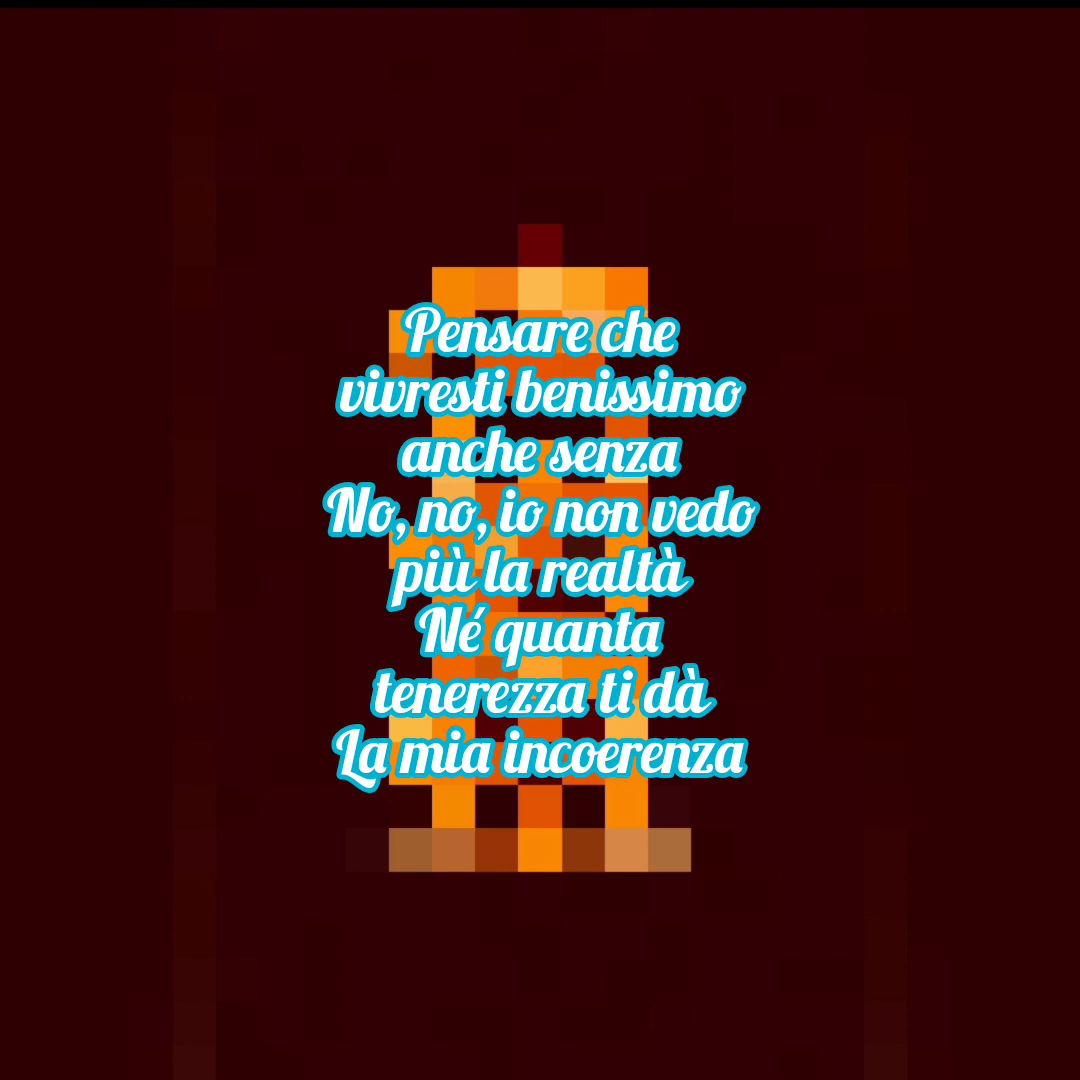 Pensare che
vivresti benissimo
anche senza
No, no, io non vedo
più la realtà
Né quanta
tenerezza ti dà
La mia incoerenza